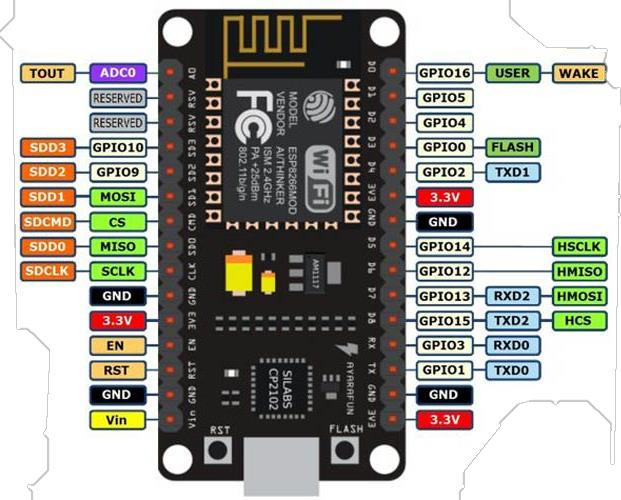 TOUT ADC0 A0 D0 GPIO16 USER WAKE
RESERVED RSV D1 GPIO5
RESERVED RSV D2 GPIO4
SDD3 GPIO10 D3 GPIO0 FLASH
SDD2 GPIO9 D4 GPIO2 TXD1
SDD1 MOSI SD1 3V3 3.3V
SDCMD CS CMD GND GND
SDD0 MISO SD0 D5 GPIO14 HSCLK
SDCLK SCLK CLK D6 GPIO12 HMISO
GND GND D7 GPIO13 RXD2 HMOSI
3.3V 3V3 D8 GPIO15 TXD2 HCS
EN EN RX GPIO3 RXD0
RST RST TX GPIO1 TXD0
GND GND GND GND
Vin Vin 3V3 3.3V
MODEL ESP8266MOD
VENDOR AI/THINKER
ISM 2.4GHz
PA +25dBm
802.11b/g/n
FC
Wi Fi
AM1117
SILABS
CP2102
AYARAFUN
RST FLASH